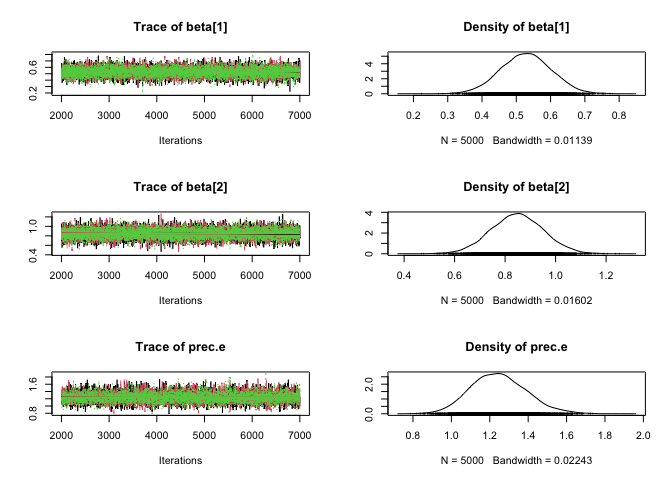 Trace of beta[1]
0.2 0.6
2000 3000 4000 5000 6000 7000
Iterations
Density of beta[1]
0 2 4
0.2 0.3 0.4 0.5 0.6 0.7 0.8
N = 5000 Bandwidth = 0.01139
Trace of beta[2]
0.4 1.0
2000 3000 4000 5000 6000 7000
Iterations
Density of beta[2]
0 2 4
0.4 0.6 0.8 1.0 1.2
N = 5000 Bandwidth = 0.01602
Trace of prec.e
0.8 1.6
2000 3000 4000 5000 6000 7000
Iterations
Density of prec.e
0.0 2.0
0.8 1.0 1.2 1.4 1.6 1.8 2.0
N = 5000 Bandwidth = 0.02243